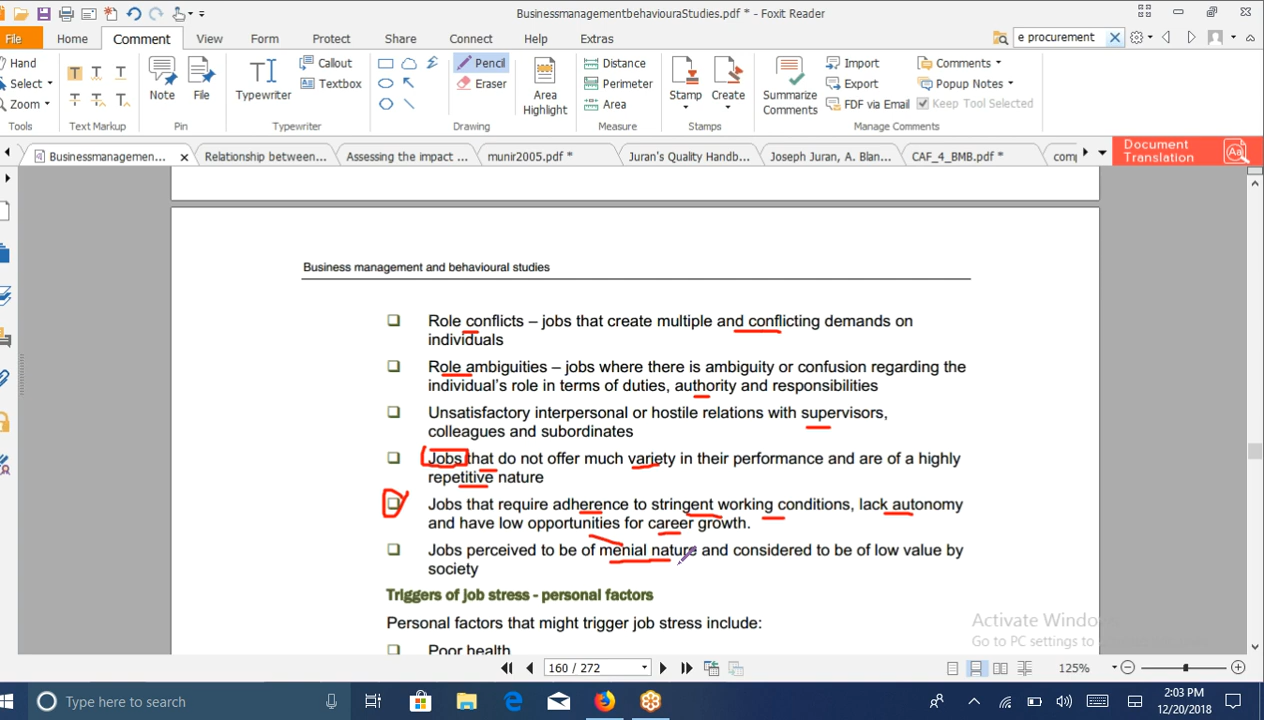 BusinessmanagementbehaviouraStudies.pdf * - Foxit Reader
File Home Comment View Form Protect Share Connect Help Extras
e procurement
Hand
Select
Zoom
Tools
T T T
T T T
Text Markup
Note
File
Pin
Typewriter
Callout
Textbox
Typewriter
Pencil
Eraser
Area
Highlight
Drawing
Distance
Perimeter
Area
Measure
Stamp
Create
Stamps
Summarize
Comments
Import
Export
FDF via Email
Comments
Popup Notes
Keep Tool Selected
Manage Comments
Businessmanagemen...
Relationship between...
Assessing the impact ...
munir2005.pdf *
Juran's Quality Handb...
Joseph Juran, A. Blan...
CAF_4_BMB.pdf *
Document
Translation
Business management and behavioural studies
❑ Role conflicts – jobs that create multiple and conflicting demands on
individuals
❑ Role ambiguities – jobs where there is ambiguity or confusion regarding the
individual's role in terms of duties, authority and responsibilities
❑ Unsatisfactory interpersonal or hostile relations with supervisors,
colleagues and subordinates
❑ Jobs that do not offer much variety in their performance and are of a highly
repetitive nature
❑ Jobs that require adherence to stringent working conditions, lack autonomy
and have low opportunities for career growth.
❑ Jobs perceived to be of menial nature and considered to be of low value by
society
Triggers of job stress - personal factors
Personal factors that might trigger job stress include:
❑ Poor health
Activate Windo
Go to PC settings to
160 / 272
125%
Type here to search
2:03 PM
12/20/2018